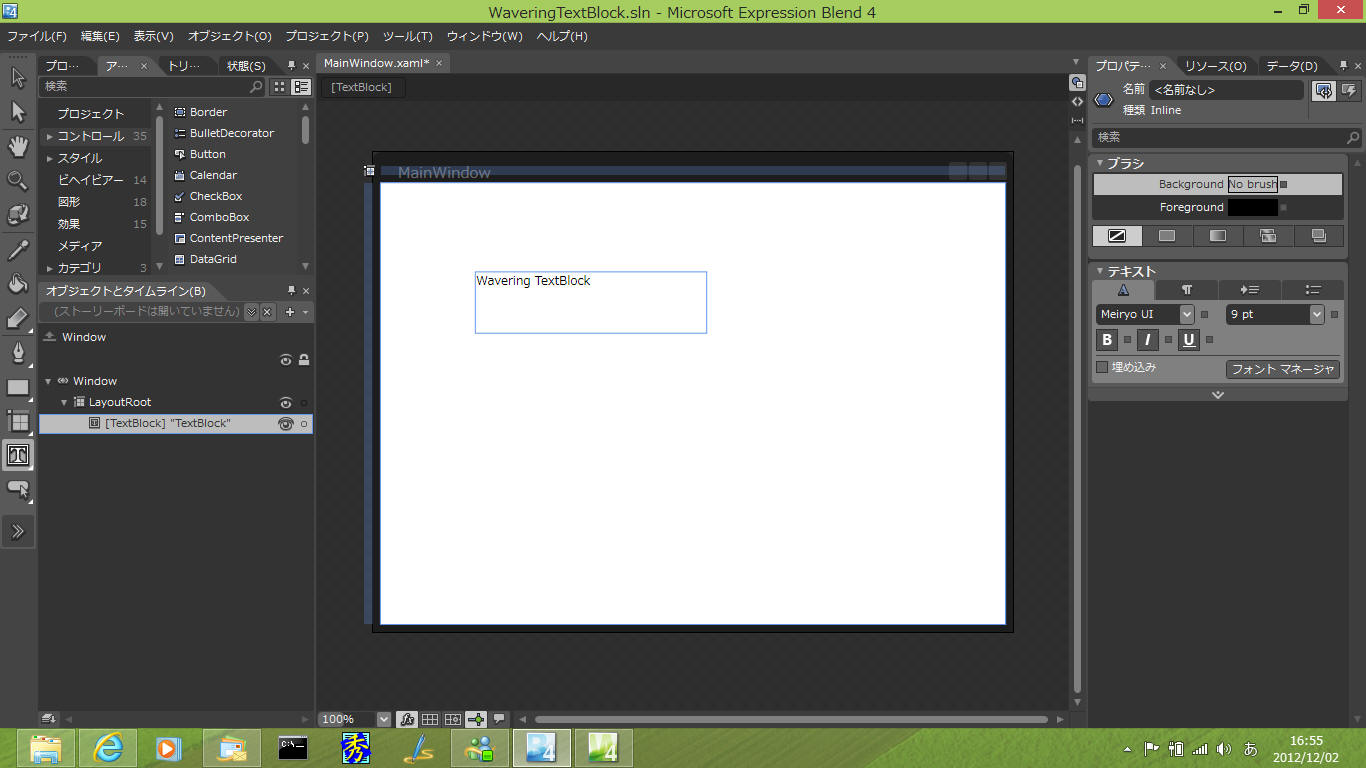 WaveringTextBlock.sln - Microsoft Expression Blend 4
ファイル(F) 編集(E) 表示(V) オブジェクト(O) プロジェクト(P) ツール(T) ウィンドウ(W) ヘルプ(H)
プロ… ア… × トリ… 状態(S)
検索
プロジェクト
コントロール 35
スタイル
ビヘイビアー 14
図形 18
効果 15
メディア
カテゴリ 3
Border
BulletDecorator
Button
Calendar
CheckBox
ComboBox
ContentPresenter
DataGrid
オブジェクトとタイムライン(B)
(ストーリーボードは開いていません)
Window
Window
LayoutRoot
[TextBlock] "TextBlock"
MainWindow.xaml* ×
[TextBlock]
MainWindow
Wavering TextBlock
100%
プロパテ… × リソース(O) データ(D)
名前 <名前なし>
種類 Inline
検索
ブラシ
Background No brush
Foreground
テキスト
Meiryo UI 9 pt
B I U
埋め込み フォント マネージャ
C:\_
秀
あ
16:55
2012/12/02